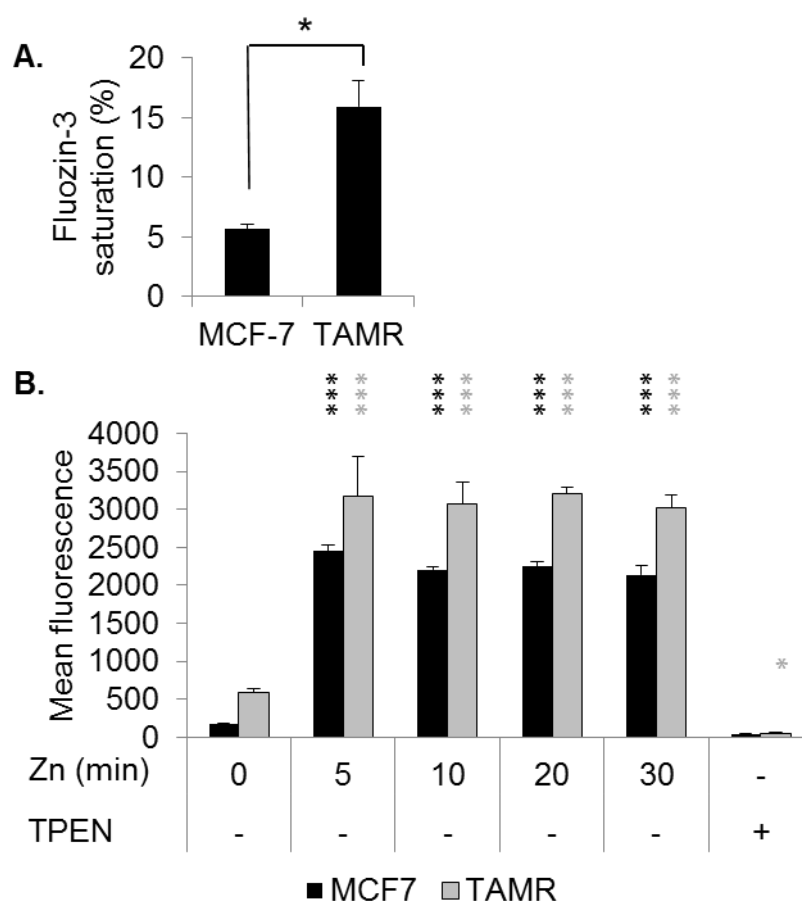 A.
*
Fluozin-3
saturation (%)
20
15
10
5
0
MCF-7 TAMR
B.
*** *** *** *** *** *** *** ***
Mean fluorescence
4000
3500
3000
2500
2000
1500
1000
500
0
*
Zn (min) 0 5 10 20 30 -
TPEN - - - - - +
MCF7 TAMR